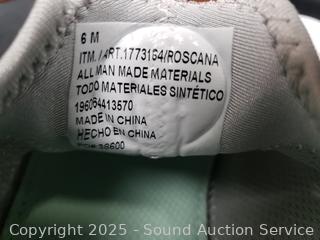 6 M
ITM. / ART.1773164/ROSCANA
ALL MAN MADE MATERIALS
TODO MATERIALES SINTÉTICO
196064413570
MADE IN CHINA
HECHO EN CHINA
36600
Copyright 2025 - Sound Auction Service